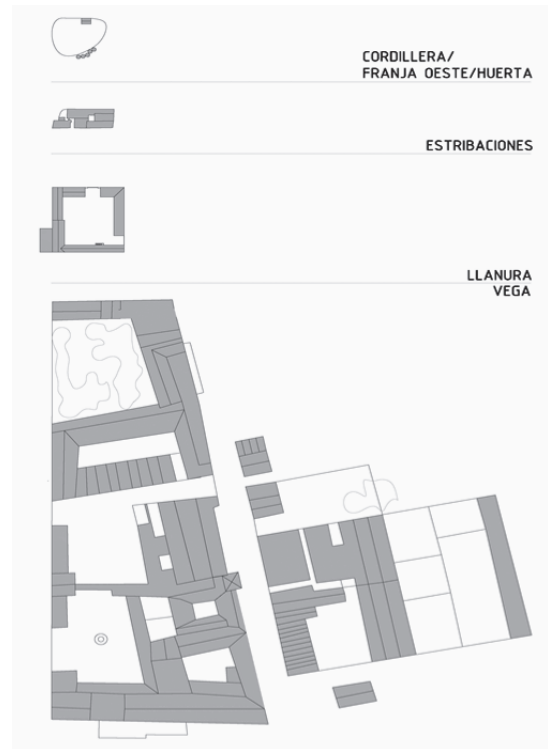 CORDILLERA/
FRANJA OESTE/HUERTA
ESTRIBACIONES
LLANURA
VEGA